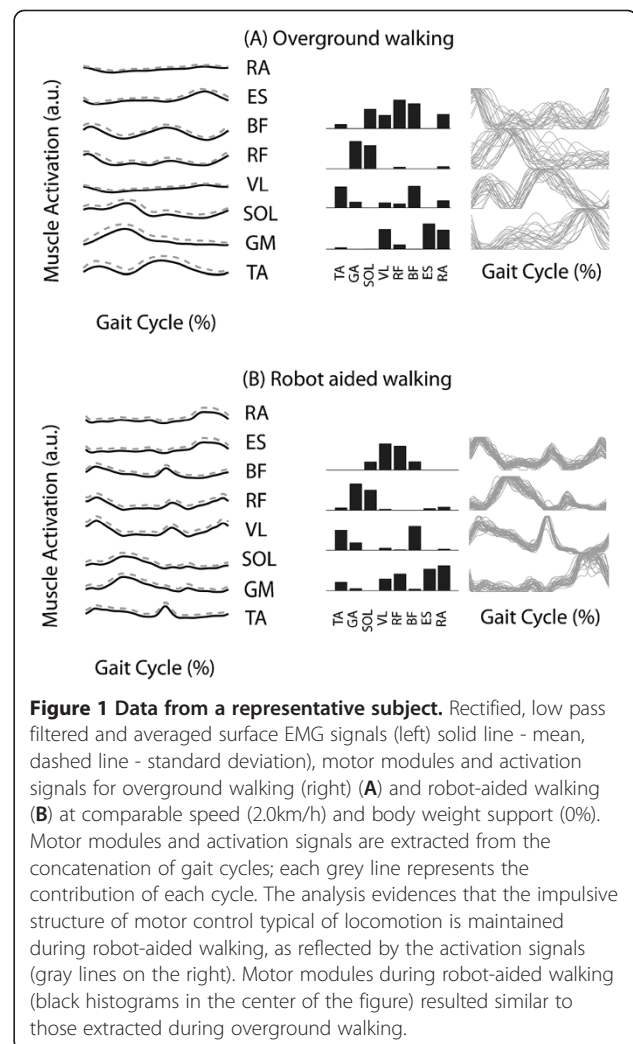 (A) Overground walking
Muscle Activation (a.u.)
RA
ES
BF
RF
VL
SOL
GM
TA
TA
GA
SOL
VL
RF
BF
ES
RA
Gait Cycle (%)
Gait Cycle (%)
(B) Robot aided walking
Muscle Activation (a.u.)
RA
ES
BF
RF
VL
SOL
GM
TA
TA
GA
SOL
VL
RF
BF
ES
RA
Gait Cycle (%)
Gait Cycle (%)
Figure 1 Data from a representative subject. Rectified, low pass
filtered and averaged surface EMG signals (left) solid line - mean,
dashed line - standard deviation), motor modules and activation
signals for overground walking (right) (A) and robot-aided walking
(B) at comparable speed (2.0km/h) and body weight support (0%).
Motor modules and activation signals are extracted from the
concatenation of gait cycles; each grey line represents the
contribution of each cycle. The analysis evidences that the impulsive
structure of motor control typical of locomotion is maintained
during robot-aided walking, as reflected by the activation signals
(gray lines on the right). Motor modules during robot-aided walking
(black histograms in the center of the figure) resulted similar to
those extracted during overground walking.